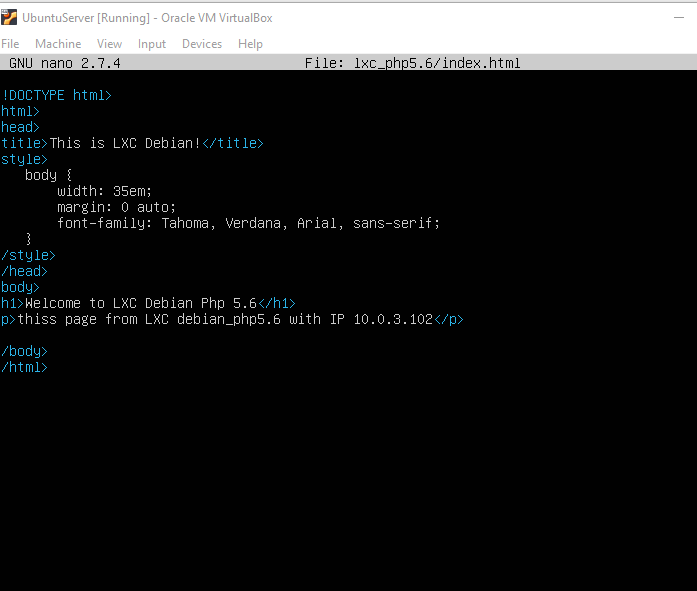 UbuntuServer [Running] - Oracle VM VirtualBox
File Machine View Input Devices Help
GNU nano 2.7.4 File: lxc_php5.6/index.html
!DOCTYPE html>
html>
head>
title>This is LXC Debian!</title>
style>
body {
width: 35em;
margin: 0 auto;
font-family: Tahoma, Verdana, Arial, sans-serif;
}
/style>
/head>
body>
h1>Welcome to LXC Debian Php 5.6</h1>
p>thiss page from LXC debian_php5.6 with IP 10.0.3.102</p>
/body>
/html>